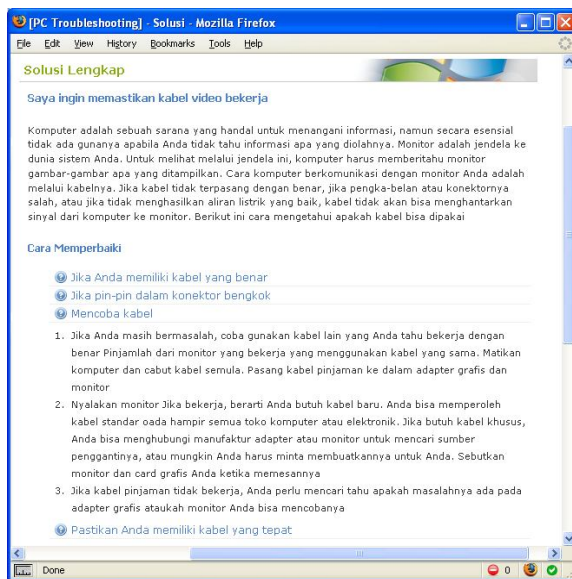 [PC Troubleshooting] - Solusi - Mozilla Firefox
File Edit View History Bookmarks Tools Help
Solusi Lengkap
Saya ingin memastikan kabel video bekerja
Komputer adalah sebuah sarana yang handal untuk menangani informasi, namun secara esensial
tidak ada gunanya apabila Anda tidak tahu informasi apa yang diolahnya. Monitor adalah jendela ke
dunia sistem Anda. Untuk melihat melalui jendela ini, komputer harus memberitahu monitor
gambar-gambar apa yang ditampilkan. Cara komputer berkomunikasi dengan monitor Anda adalah
melalui kabelnya. Jika kabel tidak terpasang dengan benar, jika pengka-belan atau konektornya
salah, atau jika tidak menghasilkan aliran listrik yang baik, kabel tidak akan bisa menghantarkan
sinyal dari komputer ke monitor. Berikut ini cara mengetahui apakah kabel bisa dipakai
Cara Memperbaiki
Jika Anda memiliki kabel yang benar
Jika pin-pin dalam konektor bengkok
Mencoba kabel
1. Jika Anda masih bermasalah, coba gunakan kabel lain yang Anda tahu bekerja dengan
benar Pinjamlah dari monitor yang bekerja yang menggunakan kabel yang sama. Matikan
komputer dan cabut kabel semula. Pasang kabel pinjaman ke dalam adapter grafis dan
monitor
2. Nyalakan monitor Jika bekerja, berarti Anda butuh kabel baru. Anda bisa memperoleh
kabel standar oada hampir semua toko komputer atau elektronik. Jika butuh kabel khusus,
Anda bisa menghubungi manufaktur adapter atau monitor untuk mencari sumber
penggantinya, atau mungkin Anda harus minta membuatkannya untuk Anda. Sebutkan
monitor dan card grafis Anda ketika memesannya
3. Jika kabel pinjaman tidak bekerja, Anda perlu mencari tahu apakah masalahnya ada pada
adapter grafis ataukah monitor Anda bisa mencobanya
Pastikan Anda memiliki kabel yang tepat
Done 0